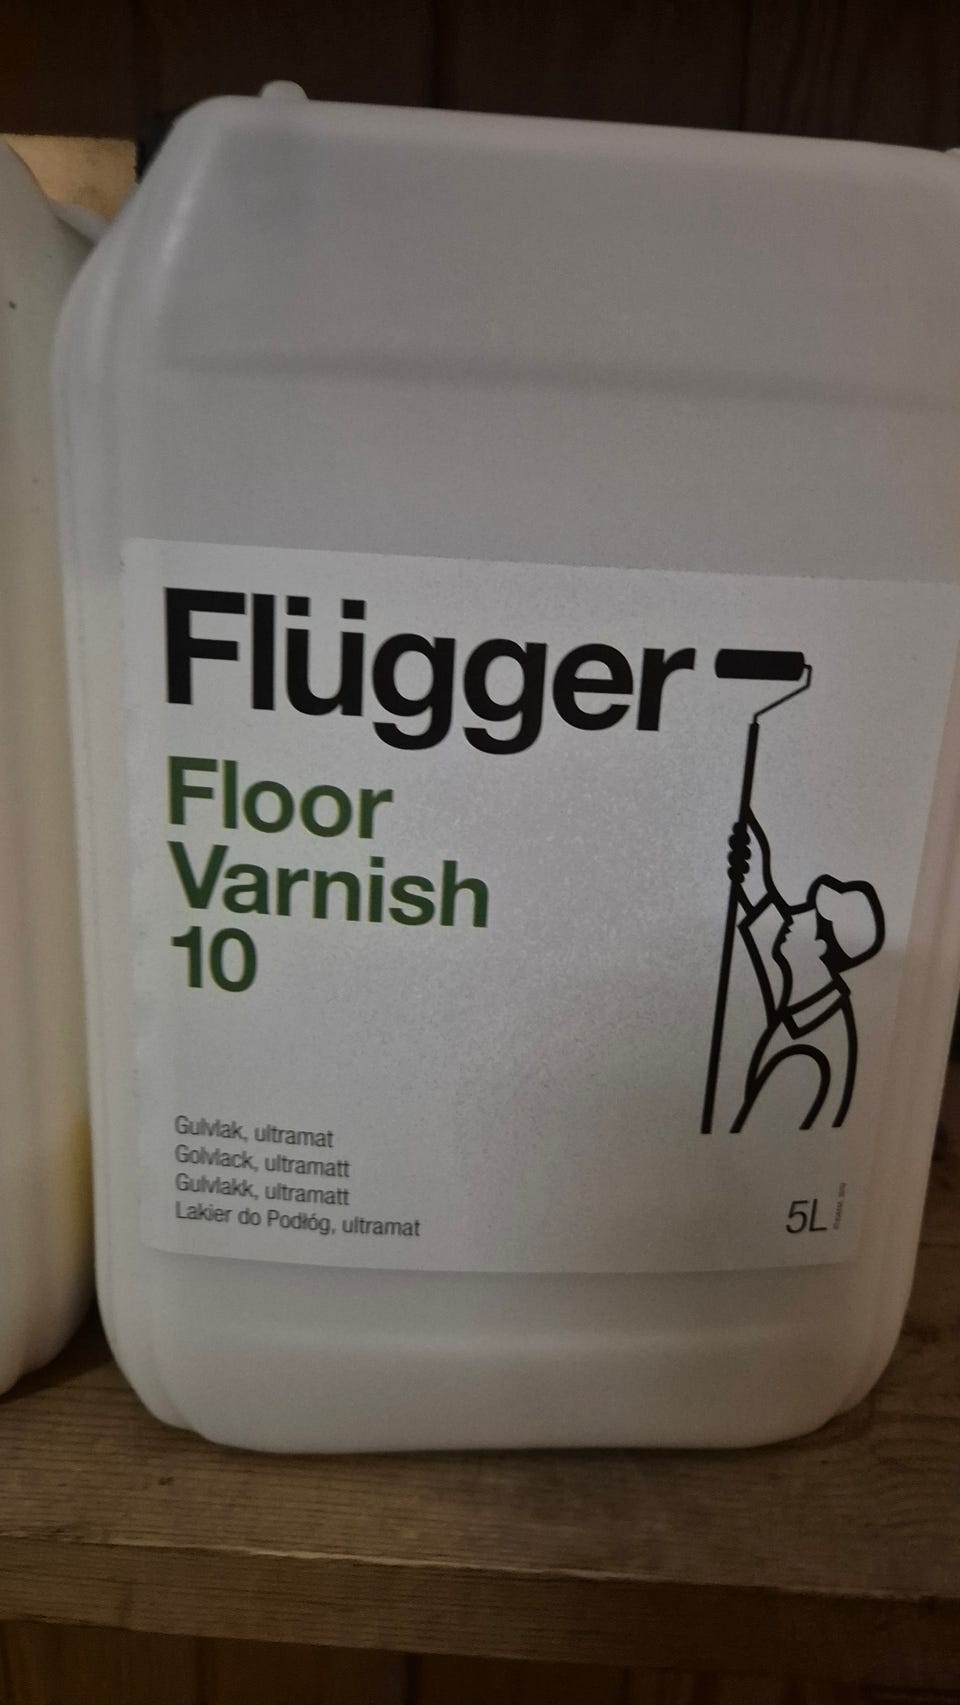 Flügger
Floor
Varnish
10
Gulvlak, ultramat
Golvlack, ultramatt
Gulvlakk, ultramatt
Lakier do Podłóg, ultramat
5L